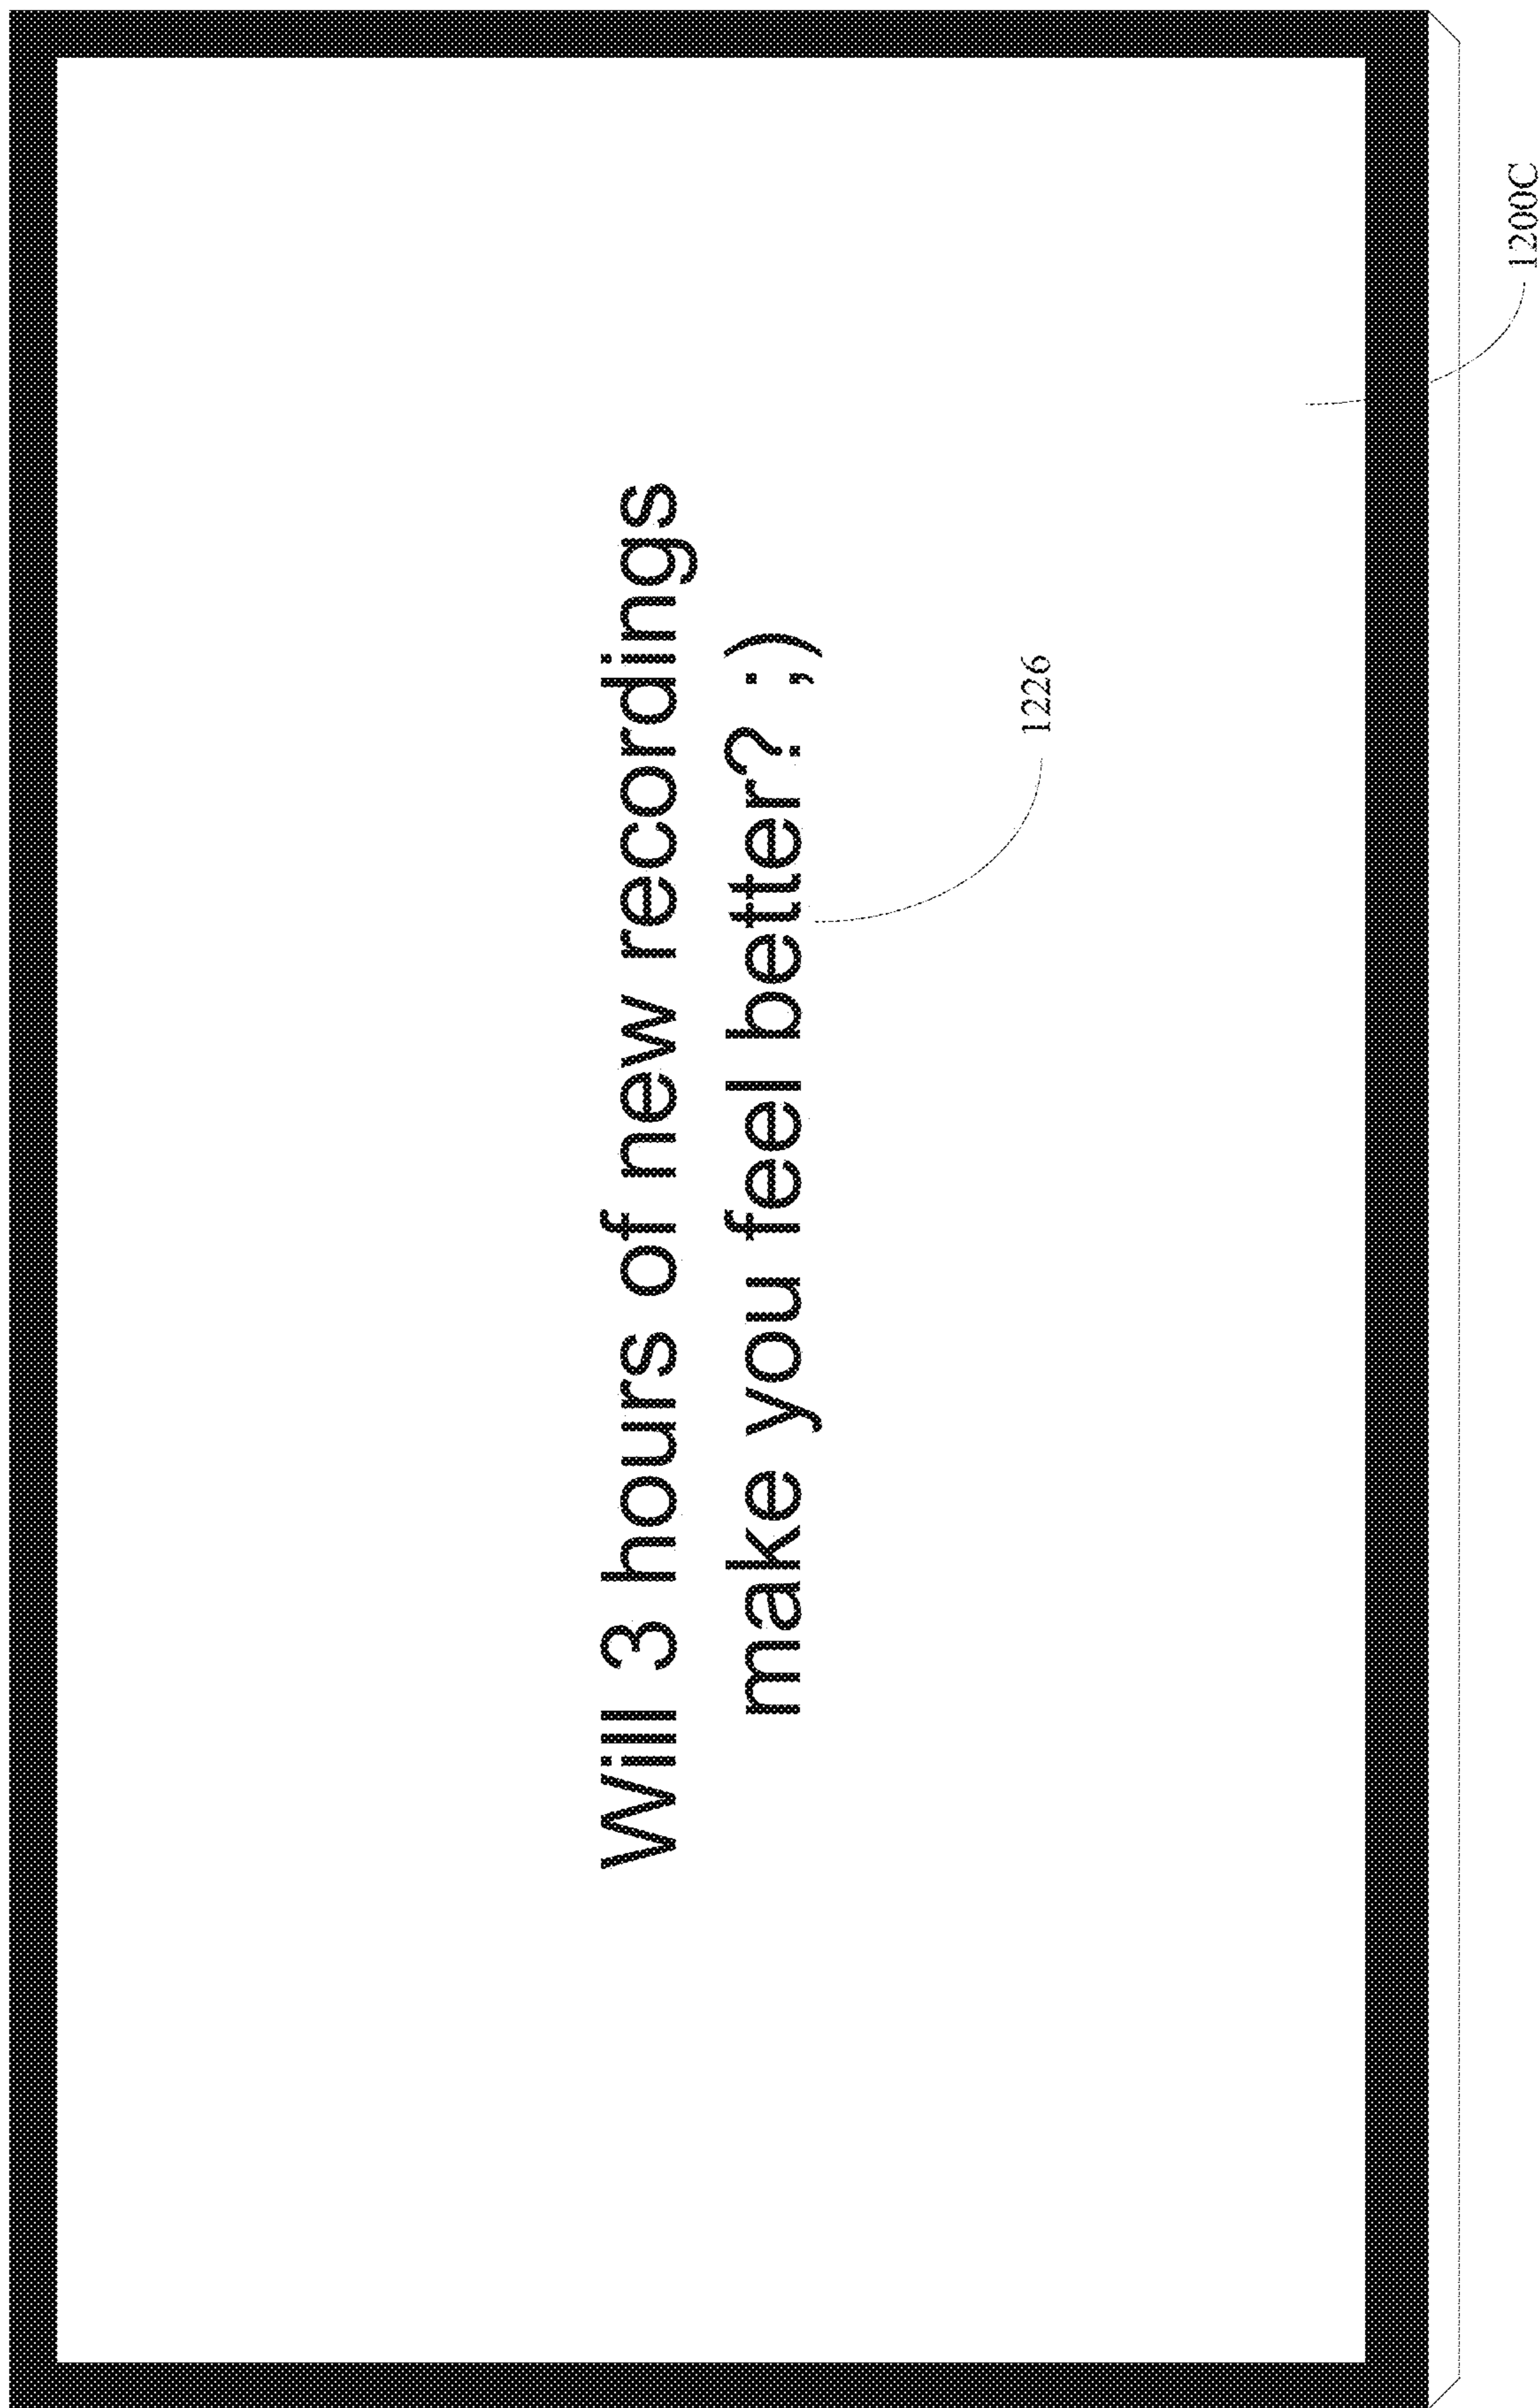 Will 3 hours of new recordings
make you feel better? ;)
1226
1200C